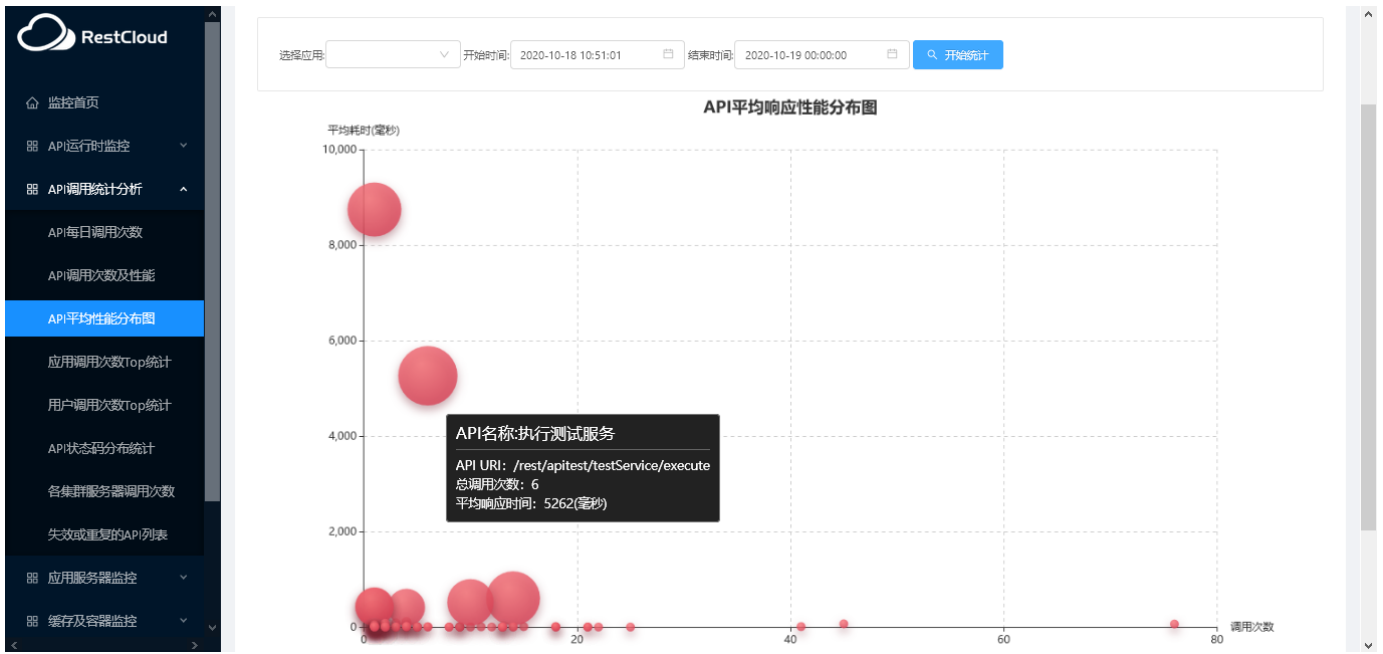 RestCloud
监控首页
API运行时监控
API调用统计分析
API每日调用次数
API调用次数及性能
API平均性能分布图
应用调用次数Top统计
用户调用次数Top统计
API状态码分布统计
各集群服务器调用次数
失效或重复的API列表
应用服务器监控
缓存及容器监控
选择应用: 开始时间: 2020-10-18 10:51:01 结束时间: 2020-10-19 00:00:00 开始统计
API平均响应性能分布图
平均耗时(毫秒)
10,000
8,000
6,000
4,000
2,000
0
API名称:执行测试服务
API URI: /rest/apitest/testService/execute
总调用次数: 6
平均响应时间: 5262(毫秒)
0 20 40 60 80
调用次数